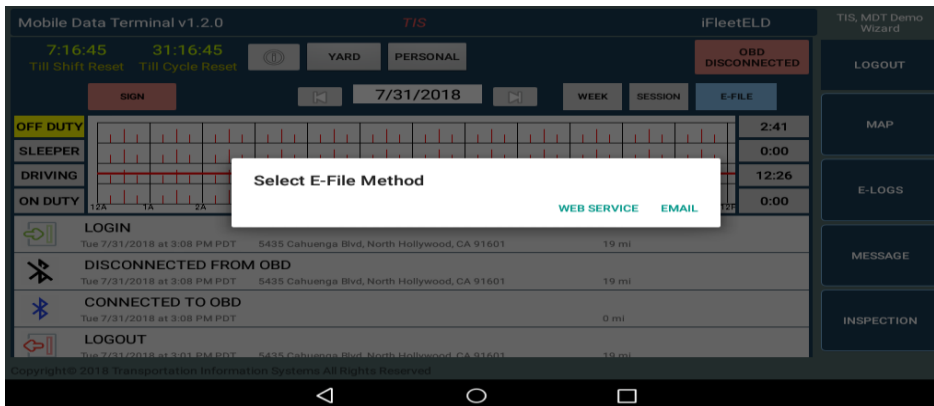 Mobile Data Terminal v1.2.0
TIS
iFleetELD
TIS, MDT Demo
Wizard
7:16:45
31:16:45
Till Shift Reset
Till Cycle Reset
YARD
PERSONAL
OBD
DISCONNECTED
LOGOUT
SIGN
7/31/2018
WEEK
SESSION
E-FILE
MAP
OFF DUTY
2:41
SLEEPER
0:00
DRIVING
12:26
ON DUTY
0:00
12A
1A
2A
Select E-File Method
WEB SERVICE
EMAIL
E-LOGS
LOGIN
Tue 7/31/2018 at 3:08 PM PDT
5435 Cahuenga Blvd, North Hollywood, CA 91601
19 mi
DISCONNECTED FROM OBD
Tue 7/31/2018 at 3:08 PM PDT
5435 Cahuenga Blvd, North Hollywood, CA 91601
19 mi
MESSAGE
CONNECTED TO OBD
Tue 7/31/2018 at 3:08 PM PDT
0 mi
INSPECTION
LOGOUT
Tue 7/31/2018 at 3:01 PM PDT
5435 Cahuenga Blvd, North Hollywood, CA 91601
19 mi
Copyright© 2018 Transportation Information Systems All Rights Reserved